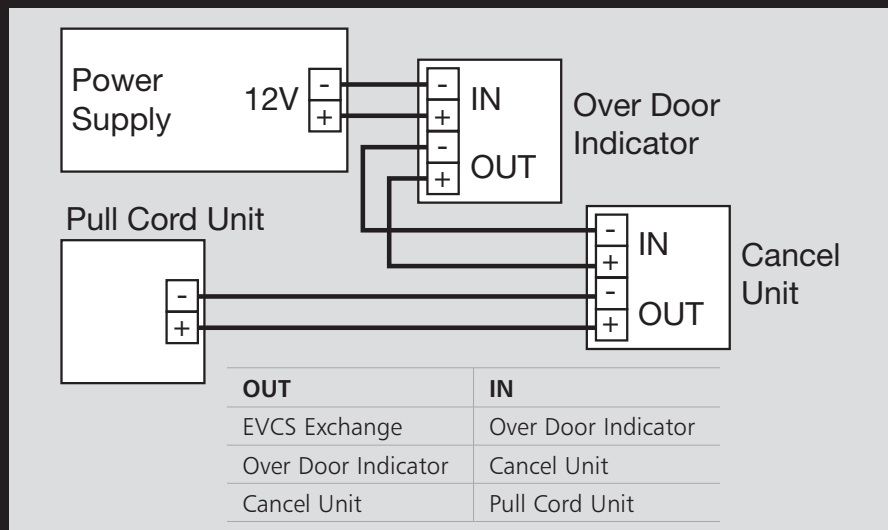 Power
Supply
12V
-
+
-
+
IN
-
+
OUT
Over Door
Indicator
Pull Cord Unit
-
+
-
+
IN
-
+
OUT
Cancel
Unit
OUT IN
EVCS Exchange Over Door Indicator
Over Door Indicator Cancel Unit
Cancel Unit Pull Cord Unit